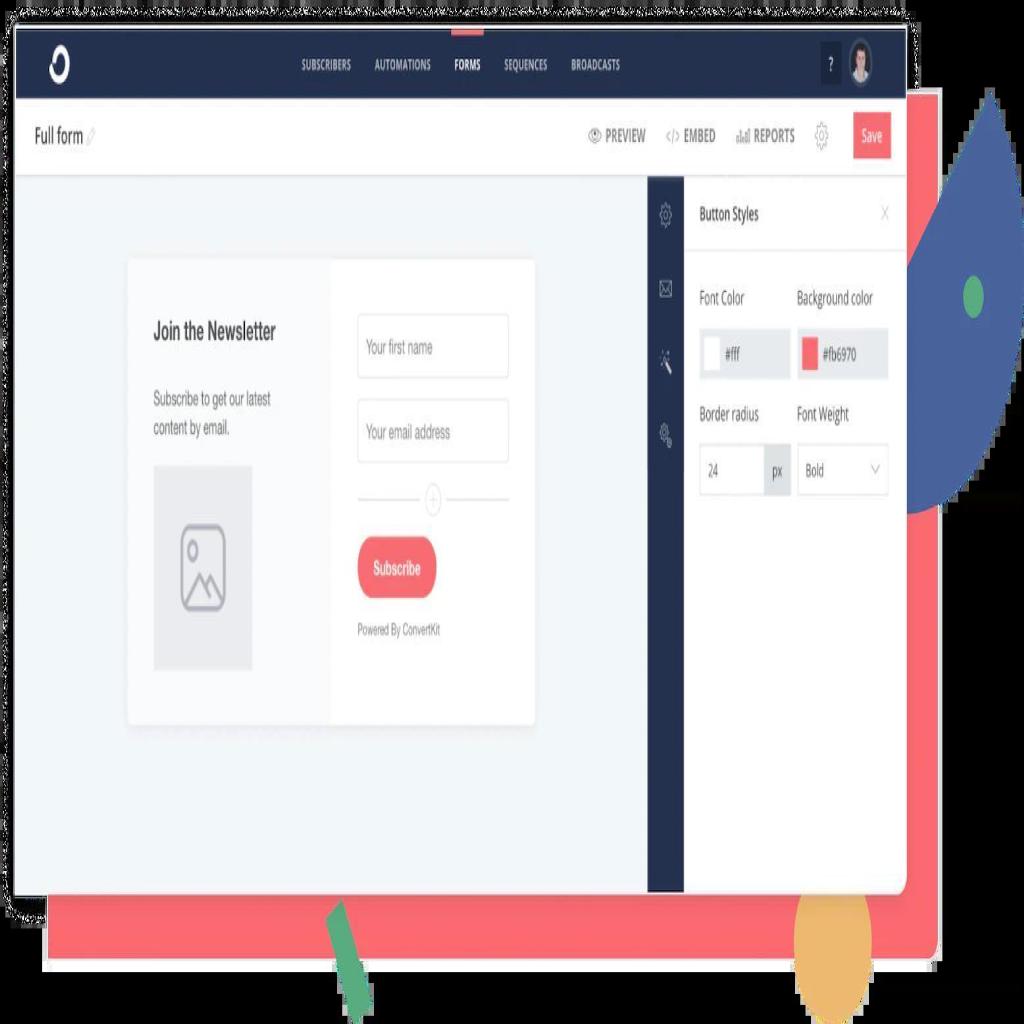 SUBSCRIBERS AUTOMATIONS FORMS SEQUENCES BROADCASTS ?
Full form PREVIEW </> EMBED REPORTS Save
Button Styles X
Join the Newsletter
Subscribe to get our latest
content by email.
Your first name
Your email address
+
Subscribe
Powered By ConvertKit
Font Color Background color
#fff #fb6970
Border radius Font Weight
24 px Bold